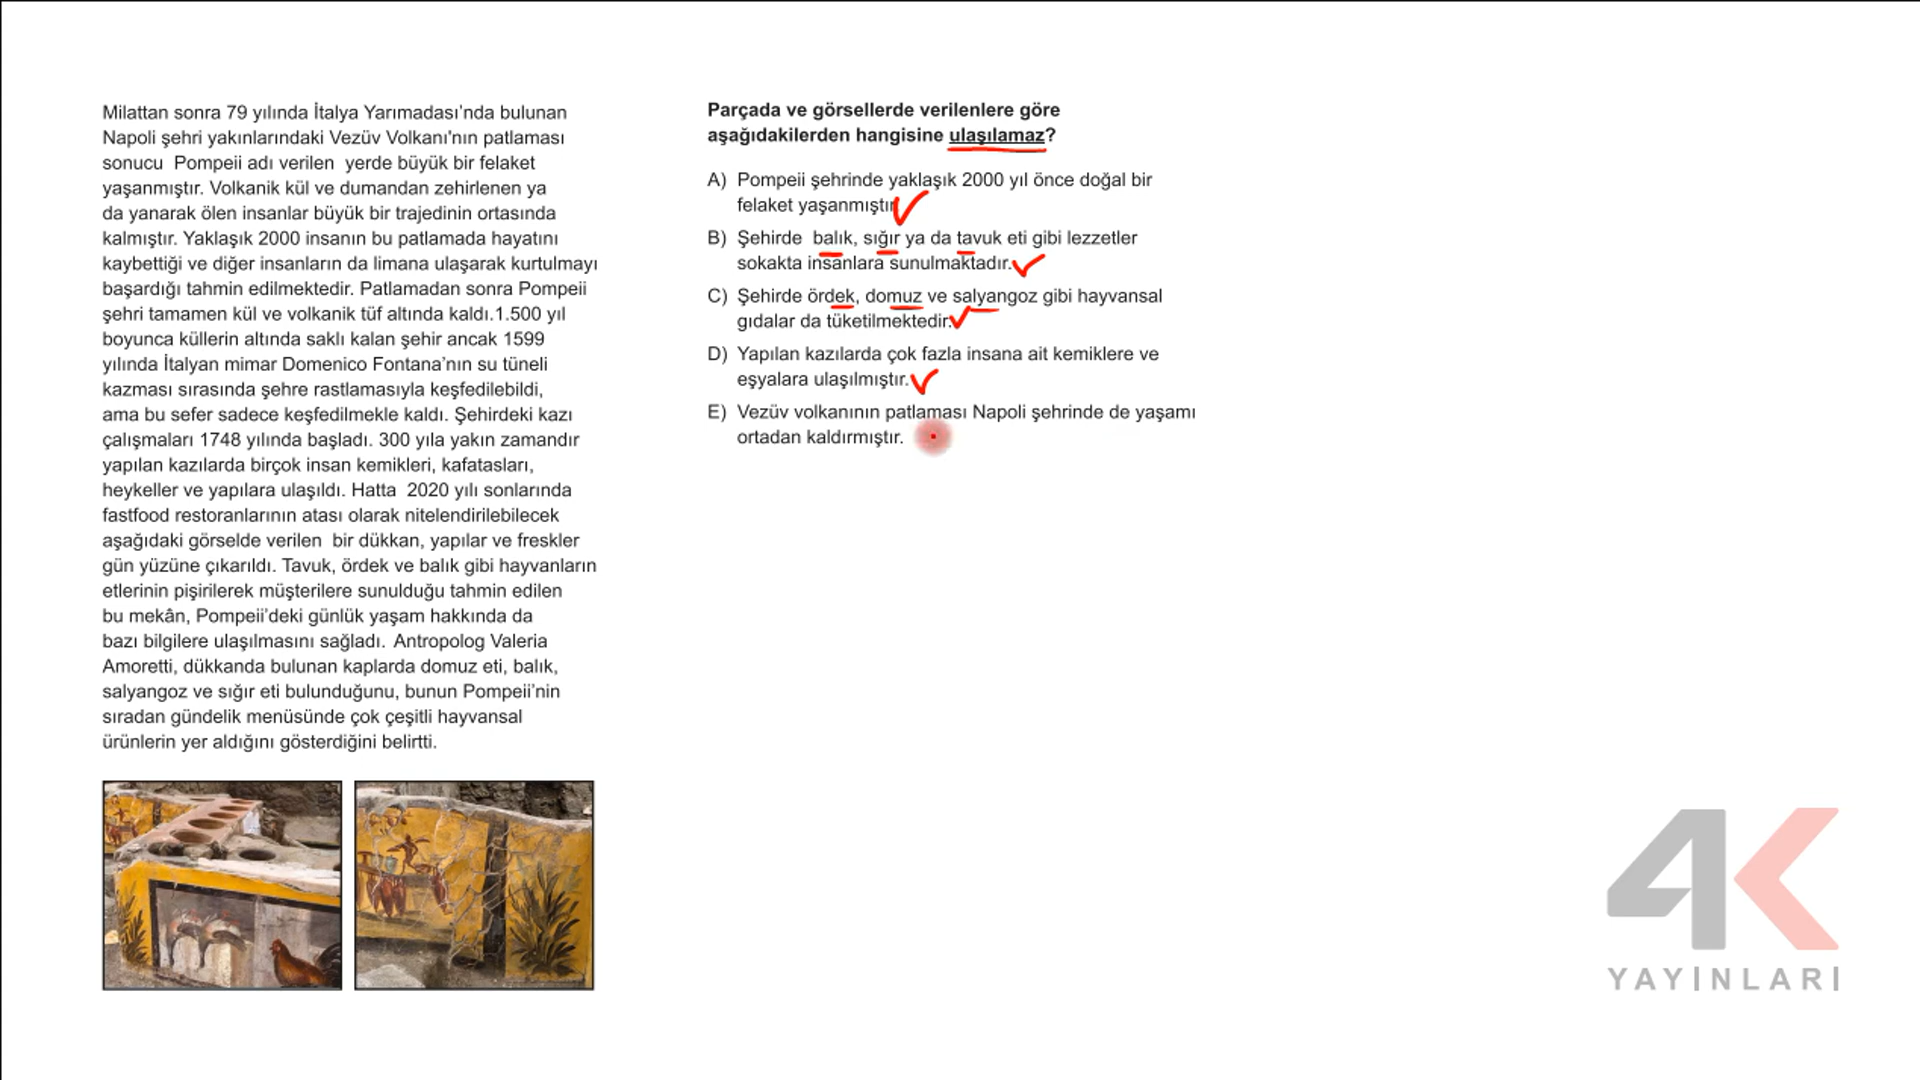 Milattan sonra 79 yılında İtalya Yarımadası'nda bulunan
Napoli şehri yakınlarındaki Vezüv Volkanı'nın patlaması
sonucu Pompeii adı verilen yerde büyük bir felaket
yaşanmıştır. Volkanik kül ve dumandan zehirlenen ya
da yanarak ölen insanlar büyük bir trajedinin ortasında
kalmıştır. Yaklaşık 2000 insanın bu patlamada hayatını
kaybettiği ve diğer insanların da limana ulaşarak kurtulmayı
başardığı tahmin edilmektedir. Patlamadan sonra Pompeii
şehri tamamen kül ve volkanik tüf altında kaldı.1.500 yıl
boyunca küllerin altında saklı kalan şehir ancak 1599
yılında İtalyan mimar Domenico Fontana'nın su tüneli
kazması sırasında şehre rastlamasıyla keşfedilebildi,
ama bu sefer sadece keşfedilmekle kaldı. Şehirdeki kazı
çalışmaları 1748 yılında başladı. 300 yıla yakın zamandır
yapılan kazılarda birçok insan kemikleri, kafatasları,
heykeller ve yapılara ulaşıldı. Hatta 2020 yılı sonlarında
fastfood restoranlarının atası olarak nitelendirilebilecek
aşağıdaki görselde verilen bir dükkan, yapılar ve freskler
gün yüzüne çıkarıldı. Tavuk, ördek ve balık gibi hayvanların
etlerinin pişirilerek müşterilere sunulduğu tahmin edilen
bu mekân, Pompeii'deki günlük yaşam hakkında da
bazı bilgilere ulaşılmasını sağladı. Antropolog Valeria
Amoretti, dükkanda bulunan kaplarda domuz eti, balık,
salyangoz ve sığır eti bulunduğunu, bunun Pompeii'nin
sıradan gündelik menüsünde çok çeşitli hayvansal
ürünlerin yer aldığını gösterdiğini belirtti.
Parçada ve görsellerde verilenlere göre
aşağıdakilerden hangisine ulaşılamaz?
A) Pompeii şehrinde yaklaşık 2000 yıl önce doğal bir
felaket yaşanmıştır.
B) Şehirde balık, sığır ya da tavuk eti gibi lezzetler
sokakta insanlara sunulmaktadır.
C) Şehirde ördek, domuz ve salyangoz gibi hayvansal
gıdalar da tüketilmektedir.
D) Yapılan kazılarda çok fazla insana ait kemiklere ve
eşyalara ulaşılmıştır.
E) Vezüv volkanının patlaması Napoli şehrinde de yaşamı
ortadan kaldırmıştır.
4K
YAYINLARI